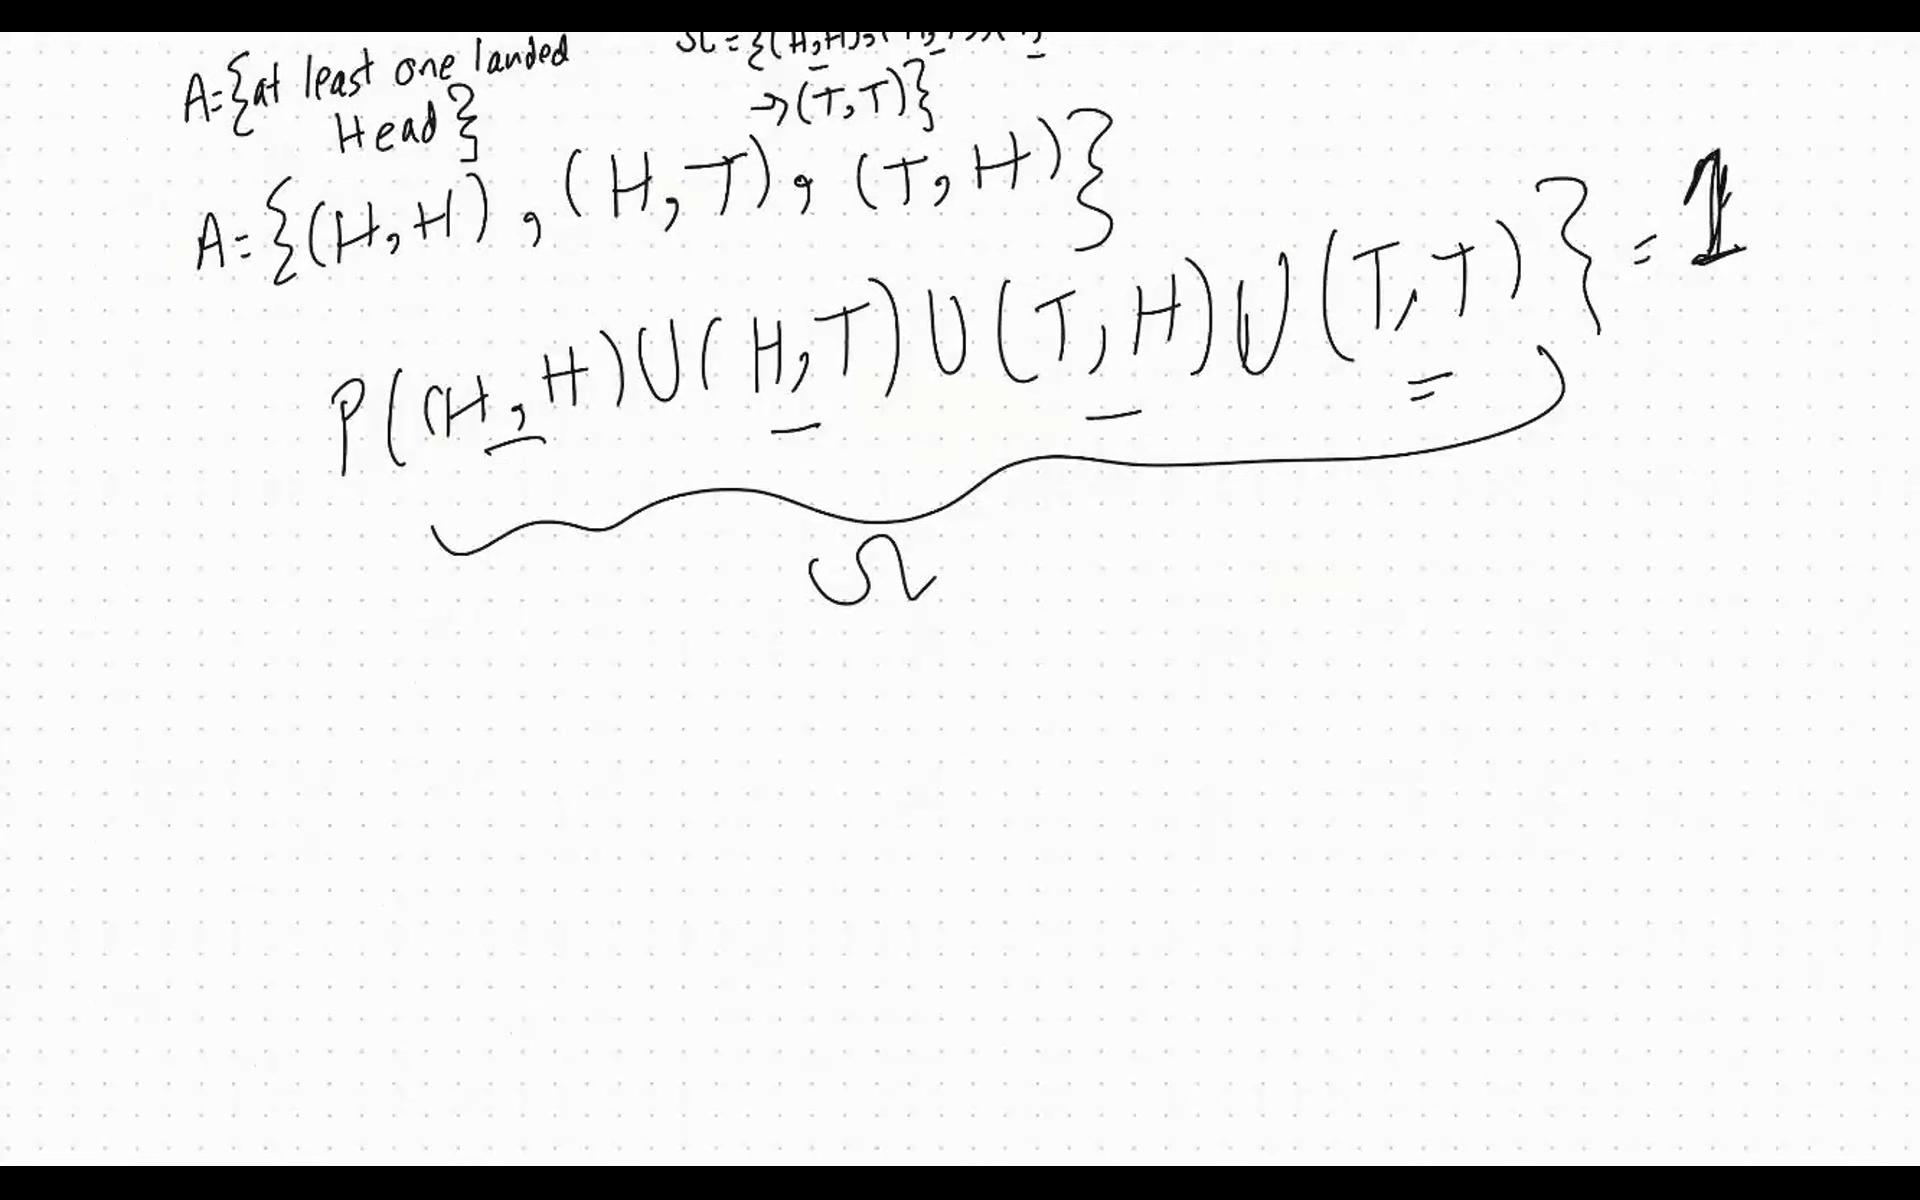 A={at least one landed
Head}
Ω={(H,H),
→(T,T)}
A={(H,H),(H,T),(T,H)}
P((H,H)U(H,T)U(T,H)U(T,T)}=1
Ω